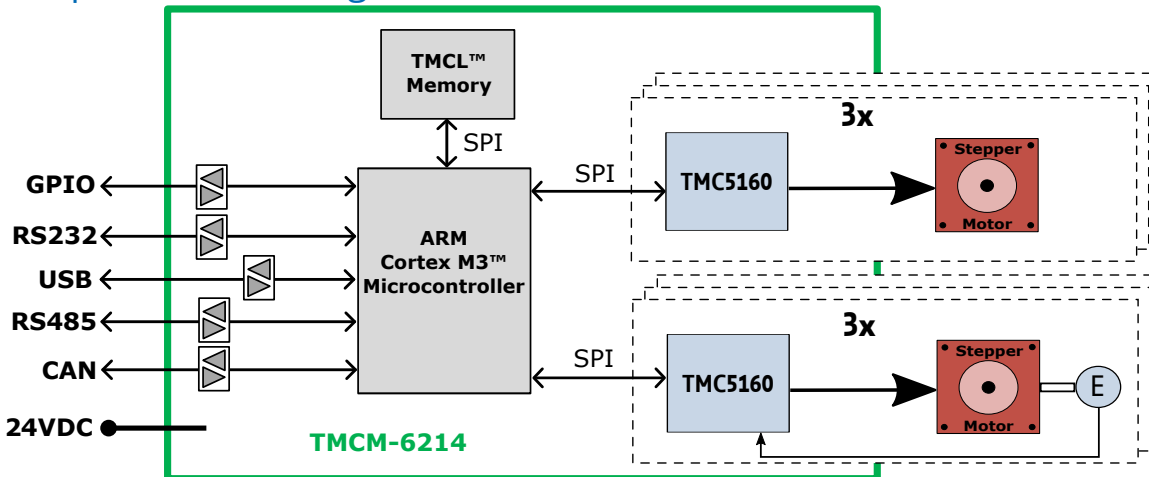 TMCL™
Memory
SPI
3x
SPI
TMC5160
Stepper
Motor
GPIO
RS232
USB
RS485
CAN
24VDC
ARM
Cortex M3™
Microcontroller
3x
SPI
TMC5160
Stepper
Motor
E
TMCM-6214